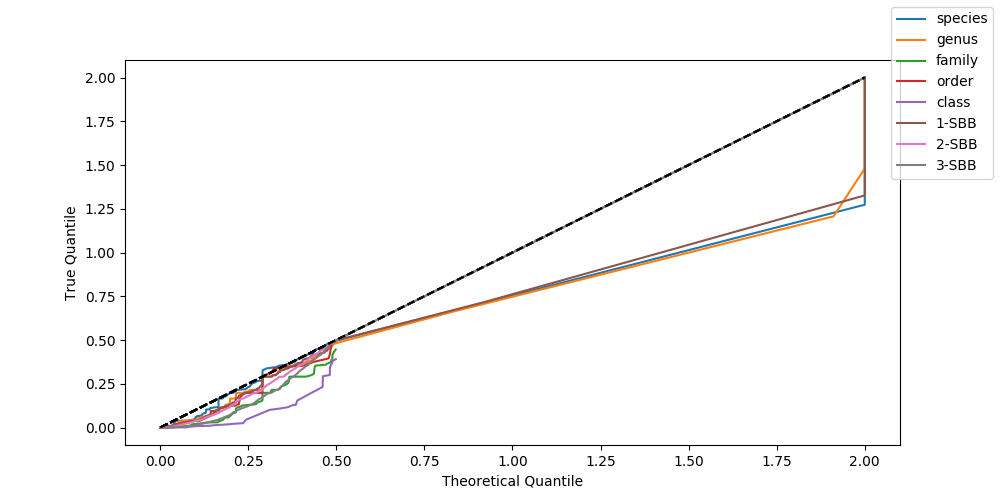 species
genus
family
order
class
1-SBB
2-SBB
3-SBB
2.00
1.75
1.50
1.25
1.00
0.75
0.50
0.25
0.00
True Quantile
0.00 0.25 0.50 0.75 1.00 1.25 1.50 1.75 2.00
Theoretical Quantile